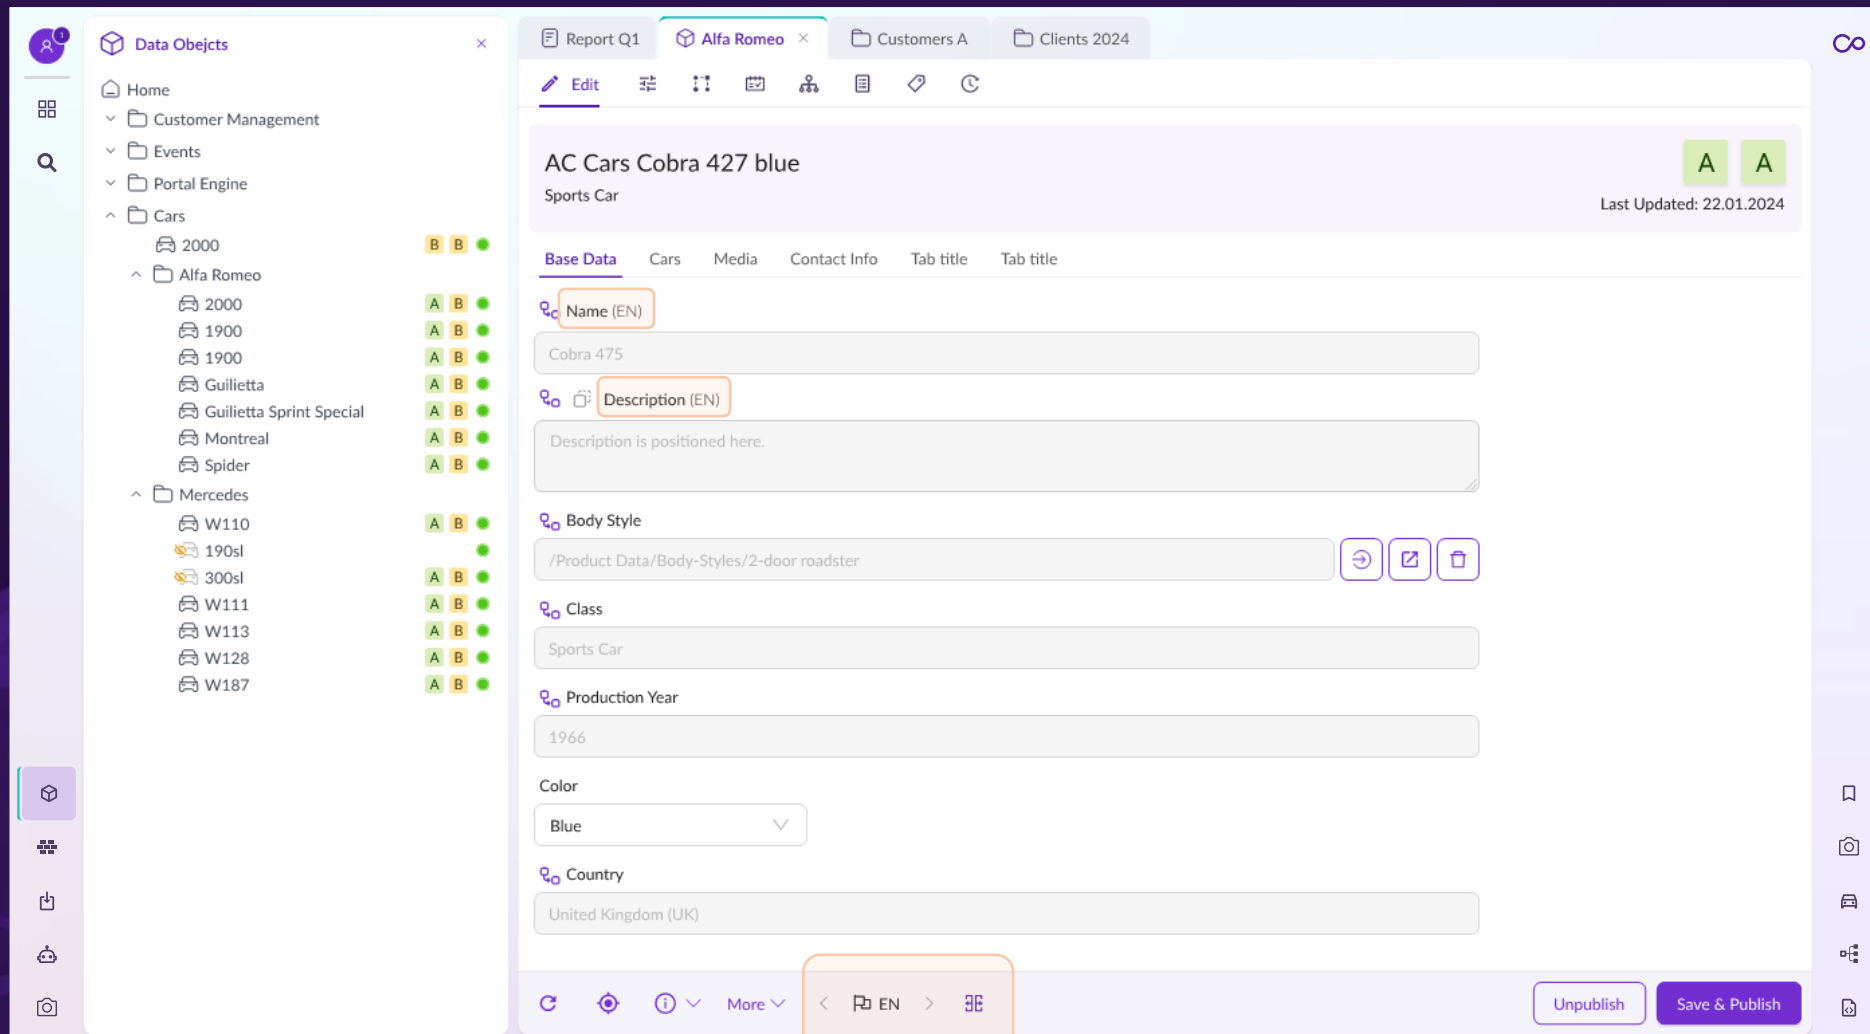 1
Data Obejcts
Home
Customer Management
Events
Portal Engine
Cars
2000 B B
Alfa Romeo
2000 A B
1900 A B
1900 A B
Guilietta A B
Guilietta Sprint Special A B
Montreal A B
Spider A B
Mercedes
W110 A B
190sl
300sl A B
W111 A B
W113 A B
W128 A B
W187 A B
Report Q1 Alfa Romeo Customers A Clients 2024
Edit
AC Cars Cobra 427 blue
A A
Sports Car
Last Updated: 22.01.2024
Base Data Cars Media Contact Info Tab title Tab title
Name (EN)
Cobra 475
Description (EN)
Description is positioned here.
Body Style
/Product Data/Body-Styles/2-door roadster
Class
Sports Car
Production Year
1966
Color
Blue
Country
United Kingdom (UK)
More EN Unpublish Save & Publish